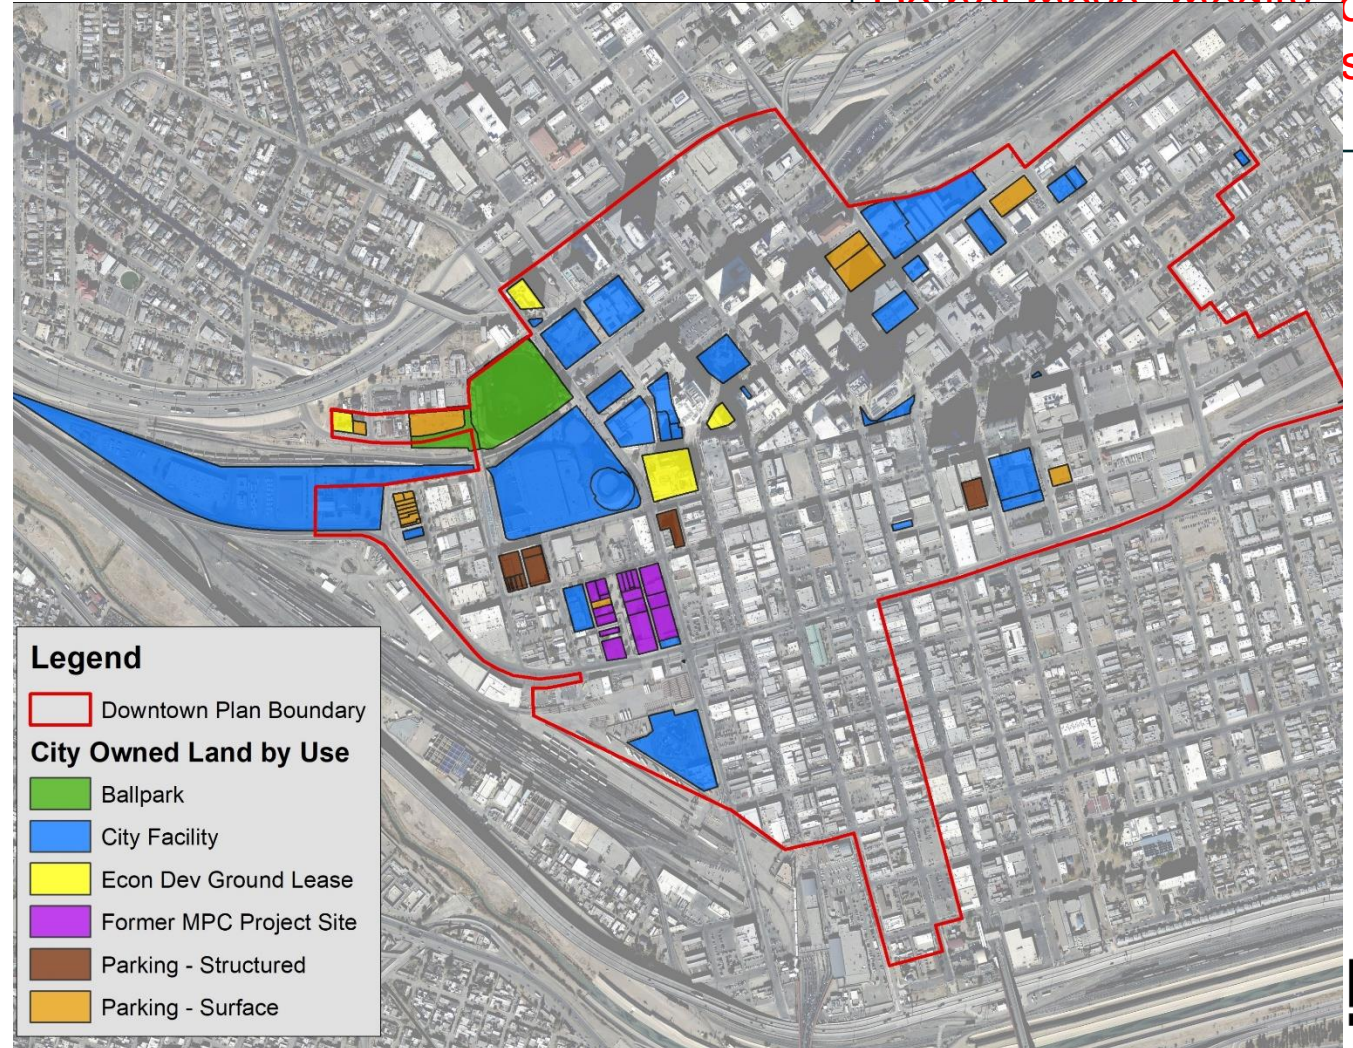 Legend
Downtown Plan Boundary
City Owned Land by Use
Ballpark
City Facility
Econ Dev Ground Lease
Former MPC Project Site
Parking - Structured
Parking - Surface